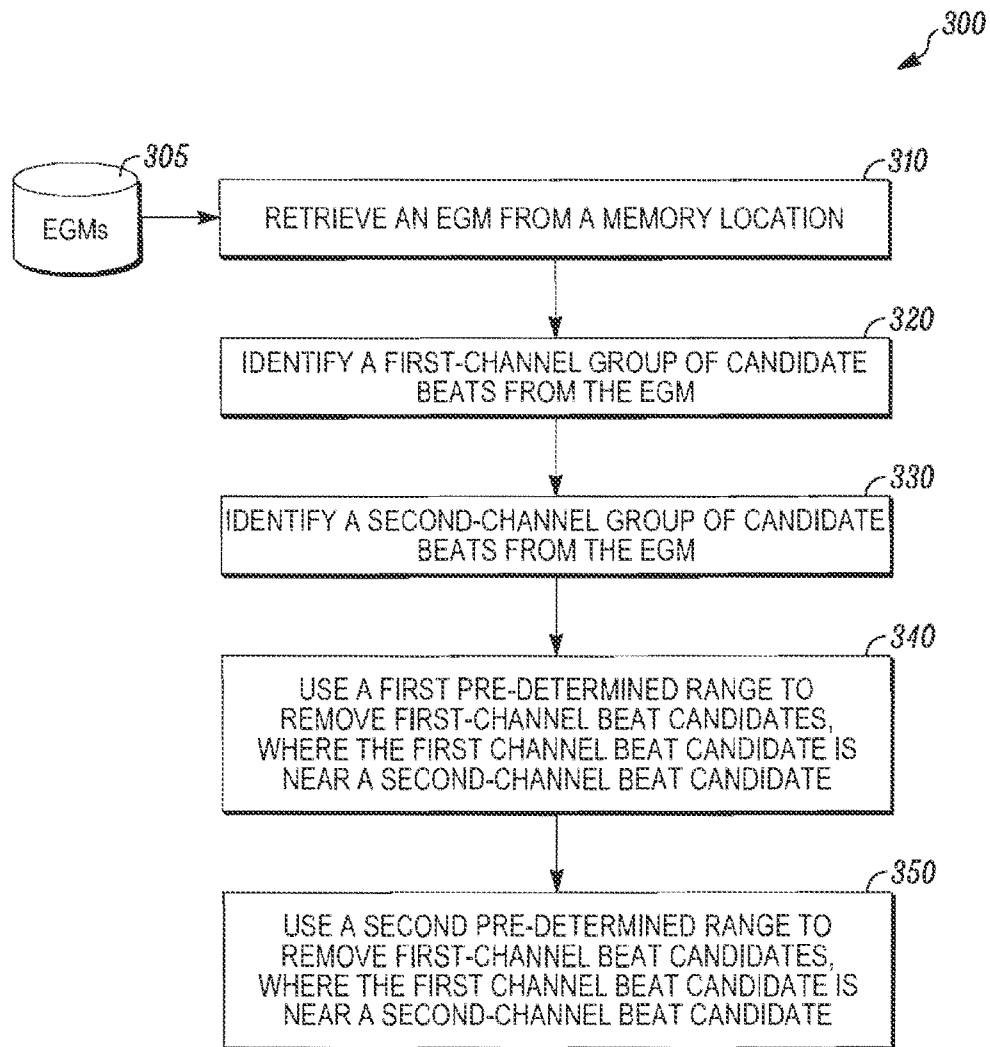 300
305
EGMs
310
RETRIEVE AN EGM FROM A MEMORY LOCATION
320
IDENTIFY A FIRST-CHANNEL GROUP OF CANDIDATE
BEATS FROM THE EGM
330
IDENTIFY A SECOND-CHANNEL GROUP OF CANDIDATE
BEATS FROM THE EGM
340
USE A FIRST PRE-DETERMINED RANGE TO
REMOVE FIRST-CHANNEL BEAT CANDIDATES,
WHERE THE FIRST CHANNEL BEAT CANDIDATE IS
NEAR A SECOND-CHANNEL BEAT CANDIDATE
350
USE A SECOND PRE-DETERMINED RANGE TO
REMOVE FIRST-CHANNEL BEAT CANDIDATES,
WHERE THE FIRST CHANNEL BEAT CANDIDATE IS
NEAR A SECOND-CHANNEL BEAT CANDIDATE